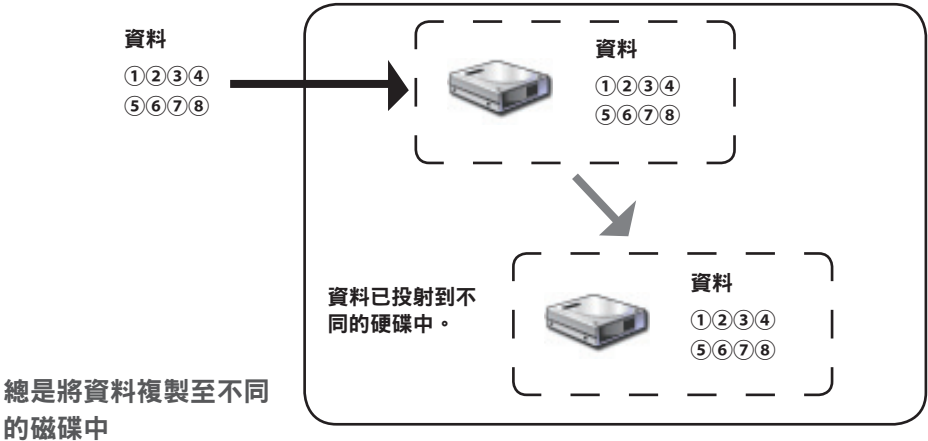 資料
①②③④
⑤⑥⑦⑧
資料
①②③④
⑤⑥⑦⑧
資料已投射到不
同的硬碟中。
資料
①②③④
⑤⑥⑦⑧
總是將資料複製至不同
的磁碟中